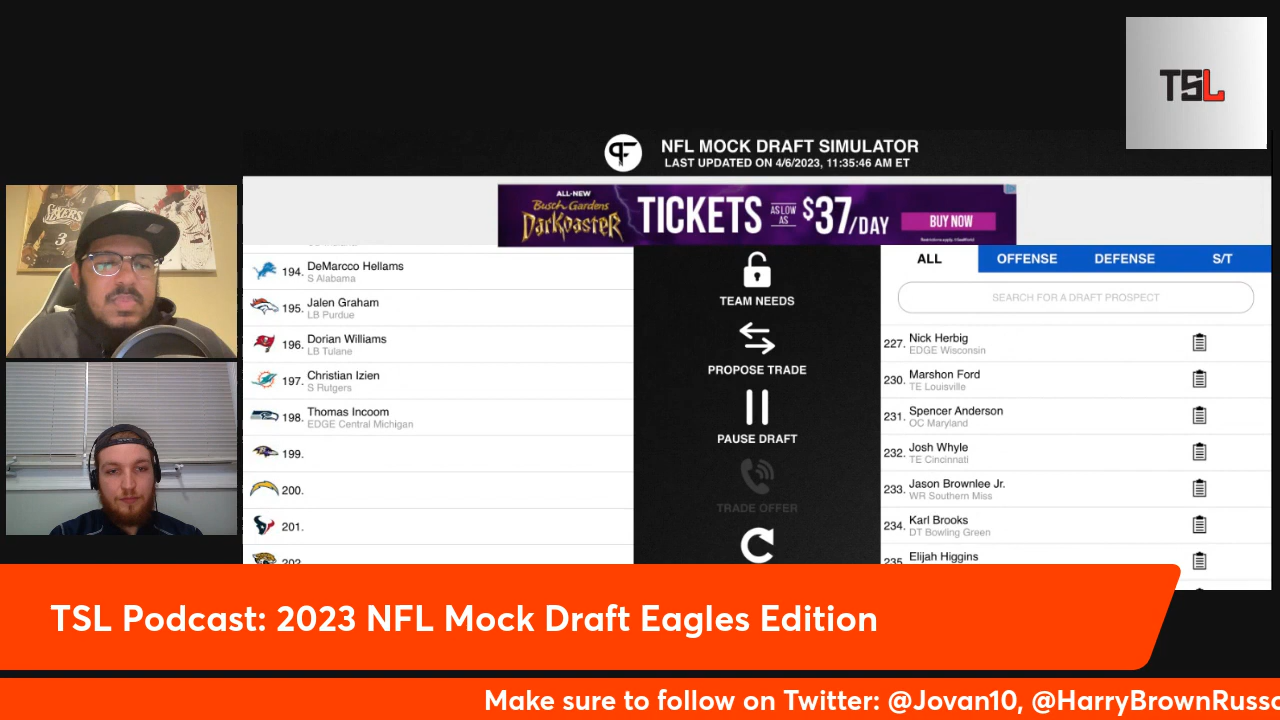 TSL
NFL MOCK DRAFT SIMULATOR
LAST UPDATED ON 4/6/2023, 11:35:46 AM ET
ALL-NEW
Busch Gardens
DarKoasteR
TICKETS AS LOW AS $37/DAY
BUY NOW
SIXERS
3
194. DeMarcco Hellams
S Alabama
195. Jalen Graham
LB Purdue
196. Dorian Williams
LB Tulane
197. Christian Izien
S Rutgers
198. Thomas Incoom
EDGE Central Michigan
199.
200.
201.
202.
TEAM NEEDS
PROPOSE TRADE
PAUSE DRAFT
TRADE OFFER
ALL OFFENSE DEFENSE S/T
SEARCH FOR A DRAFT PROSPECT
227. Nick Herbig
EDGE Wisconsin
230. Marshon Ford
TE Louisville
231. Spencer Anderson
OC Maryland
232. Josh Whyle
TE Cincinnati
233. Jason Brownlee Jr.
WR Southern Miss
234. Karl Brooks
DT Bowling Green
235. Elijah Higgins
TSL Podcast: 2023 NFL Mock Draft Eagles Edition
Make sure to follow on Twitter: @Jovan10, @HarryBrownRusso